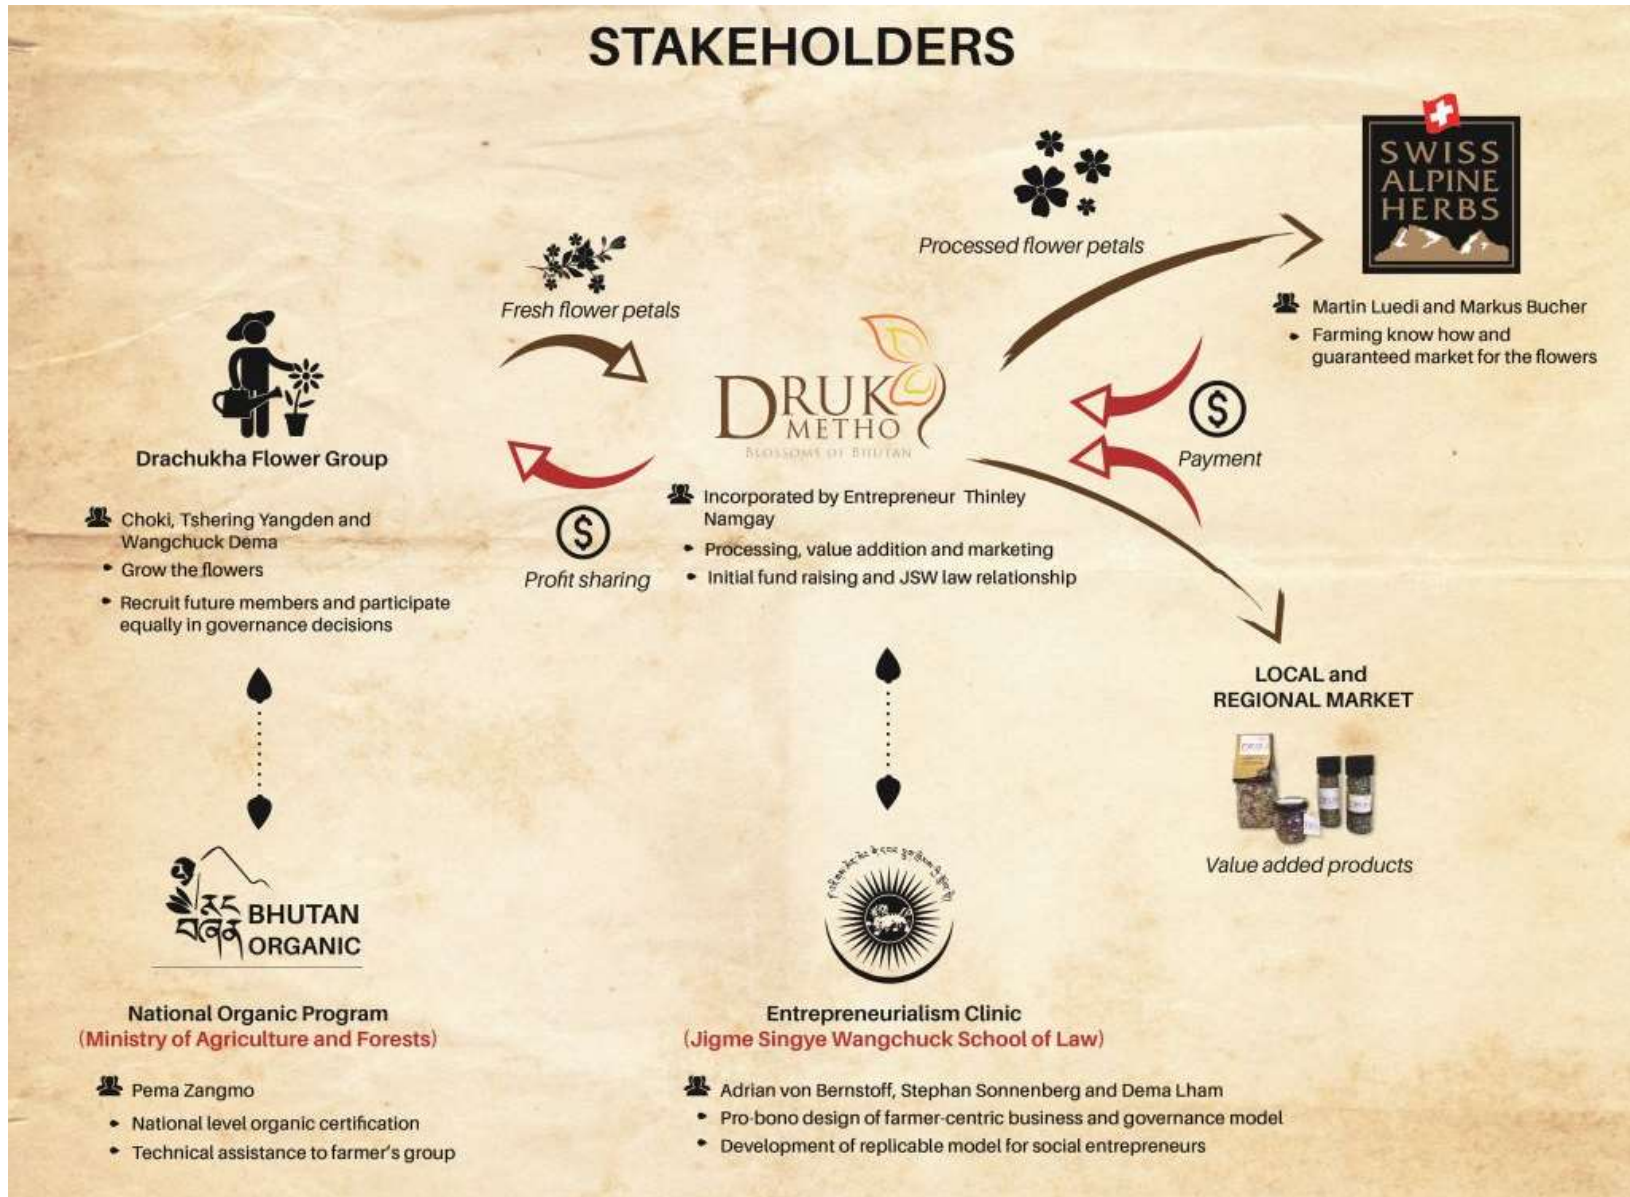 STAKEHOLDERS
SWISS
ALPINE
HERBS
Processed flower petals
Fresh flower petals
Martin Luedi and Markus Bucher
Farming know how and
guaranteed market for the flowers
DRUK
METHO
BLOSSOMS OF BHUTAN
Payment
Drachukha Flower Group
Choki, Tshering Yangden and
Wangchuck Dema
Grow the flowers
Recruit future members and participate
equally in governance decisions
Profit sharing
Incorporated by Entrepreneur Thinley
Namgay
Processing, value addition and marketing
Initial fund raising and JSW law relationship
LOCAL and
REGIONAL MARKET
Value added products
BHUTAN
ORGANIC
National Organic Program
(Ministry of Agriculture and Forests)
Pema Zangmo
National level organic certification
Technical assistance to farmer's group
Entrepreneurialism Clinic
(Jigme Singye Wangchuck School of Law)
Adrian von Bernstoff, Stephan Sonnenberg and Dema Lham
Pro-bono design of farmer-centric business and governance model
Development of replicable model for social entrepreneurs